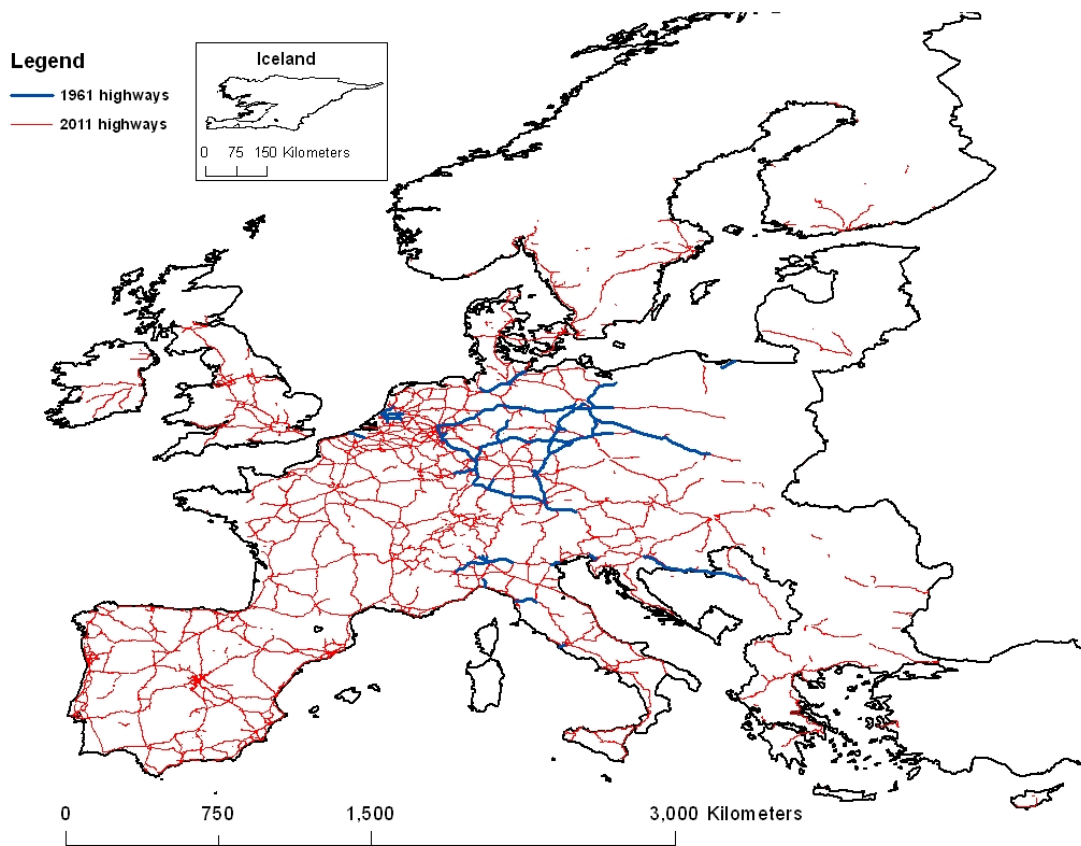 Legend
1961 highways
2011 highways
Iceland
0 75 150 Kilometers
0 750 1,500 3,000 Kilometers